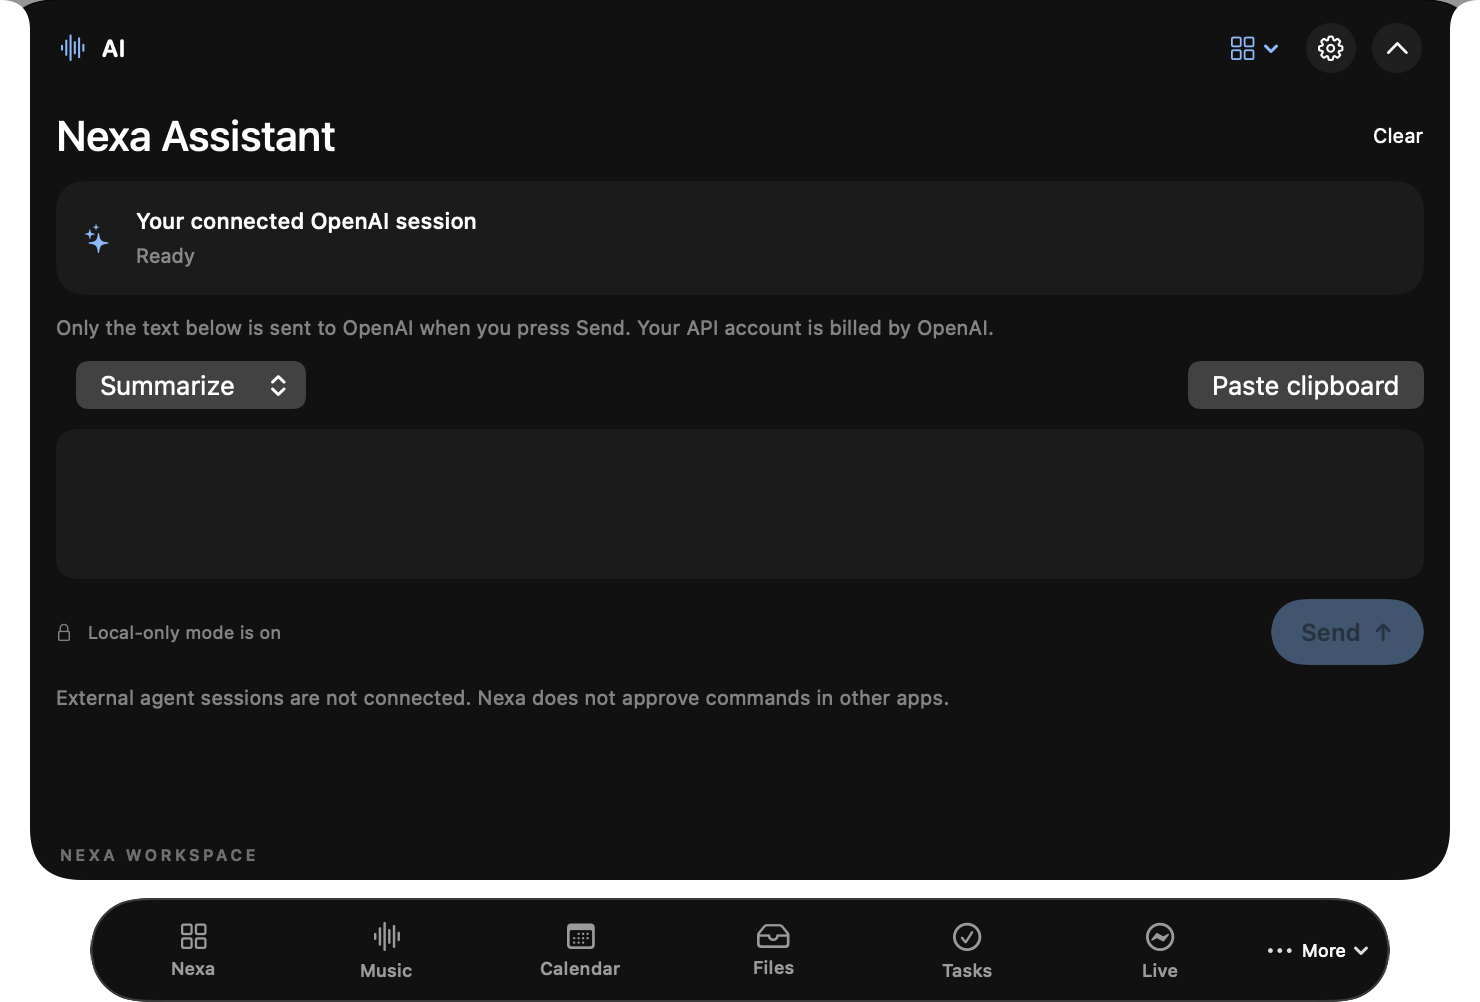 AI
Nexa Assistant
Clear
Your connected OpenAI session
Ready
Only the text below is sent to OpenAI when you press Send. Your API account is billed by OpenAI.
Summarize
Paste clipboard
Local-only mode is on
Send
External agent sessions are not connected. Nexa does not approve commands in other apps.
NEXA WORKSPACE
Nexa
Music
Calendar
Files
Tasks
Live
More